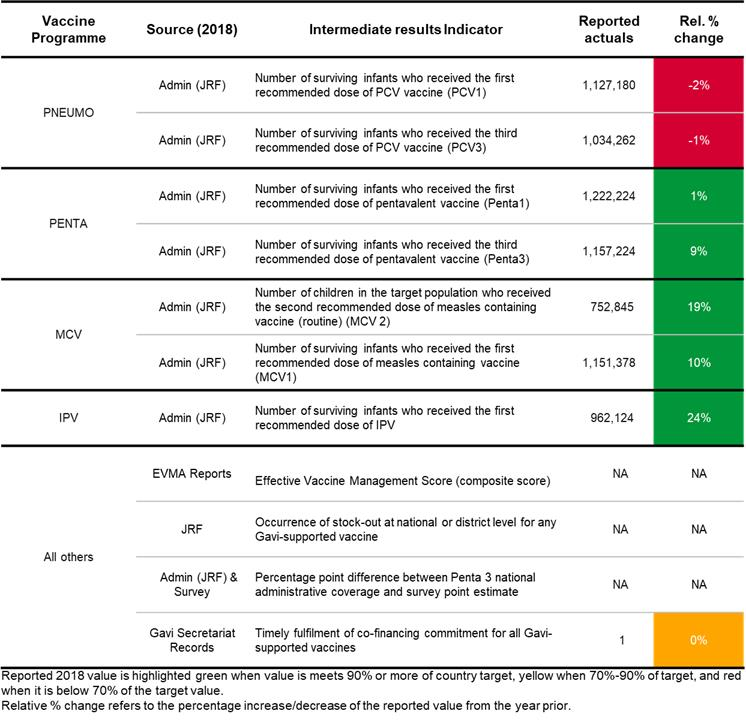 Vaccine Programme Source (2018) Intermediate results Indicator Reported actuals Rel. % change
PNEUMO
Admin (JRF) Number of surviving infants who received the first recommended dose of PCV vaccine (PCV1) 1,127,180 -2%
Admin (JRF) Number of surviving infants who received the third recommended dose of PCV vaccine (PCV3) 1,034,262 -1%
PENTA
Admin (JRF) Number of surviving infants who received the first recommended dose of pentavalent vaccine (Penta1) 1,222,224 1%
Admin (JRF) Number of surviving infants who received the third recommended dose of pentavalent vaccine (Penta3) 1,157,224 9%
MCV
Admin (JRF) Number of children in the target population who received the second recommended dose of measles containing vaccine (routine) (MCV 2) 752,845 19%
Admin (JRF) Number of surviving infants who received the first recommended dose of measles containing vaccine (MCV1) 1,151,378 10%
IPV Admin (JRF) Number of surviving infants who received the first recommended dose of IPV 962,124 24%
All others
EVMA Reports Effective Vaccine Management Score (composite score) NA NA
JRF Occurrence of stock-out at national or district level for any Gavi-supported vaccine NA NA
Admin (JRF) & Survey Percentage point difference between Penta 3 national administrative coverage and survey point estimate NA NA
Gavi Secretariat Records Timely fulfilment of co-financing commitment for all Gavi-supported vaccines 1 0%
Reported 2018 value is highlighted green when value is meets 90% or more of country target, yellow when 70%-90% of target, and red
when it is below 70% of the target value.
Relative % change refers to the percentage increase/decrease of the reported value from the year prior.